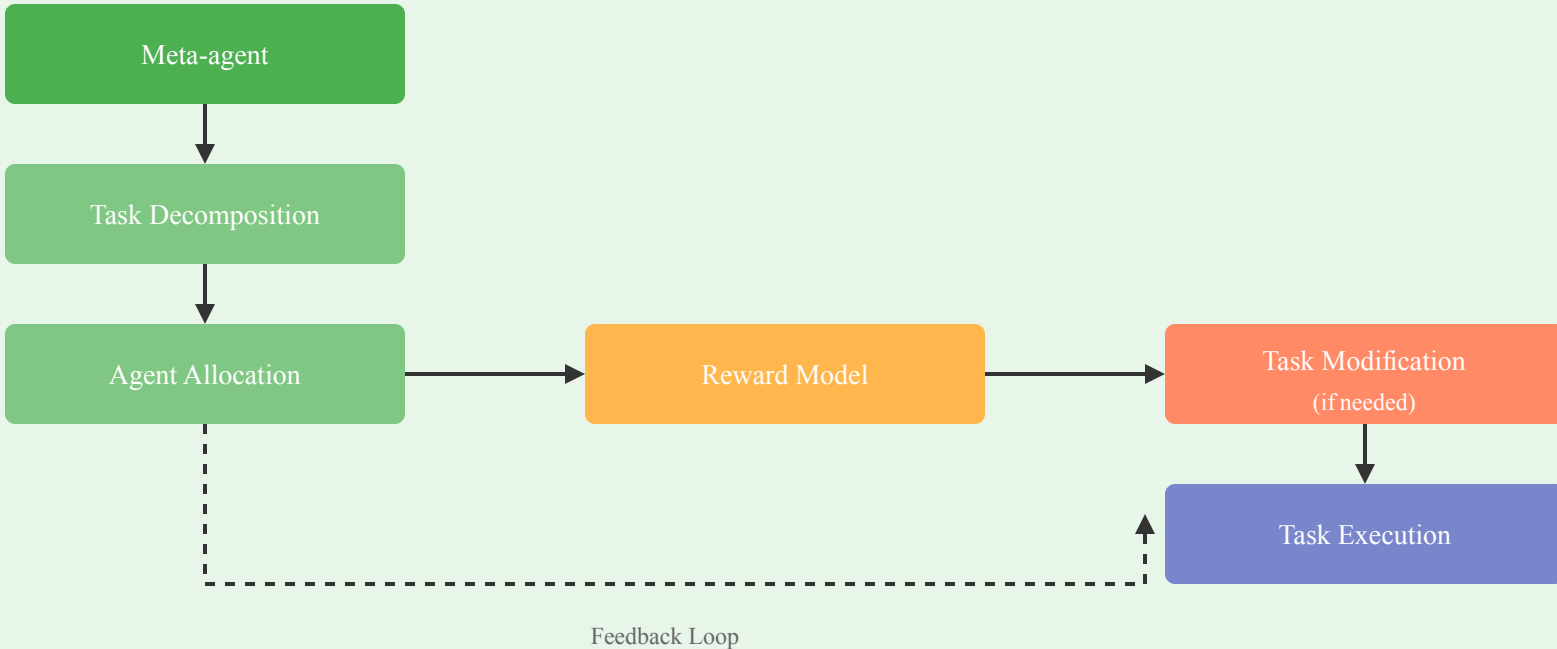 Meta-agent
Task Decomposition
Agent Allocation
Reward Model
Task Modification
(if needed)
Task Execution
Feedback Loop